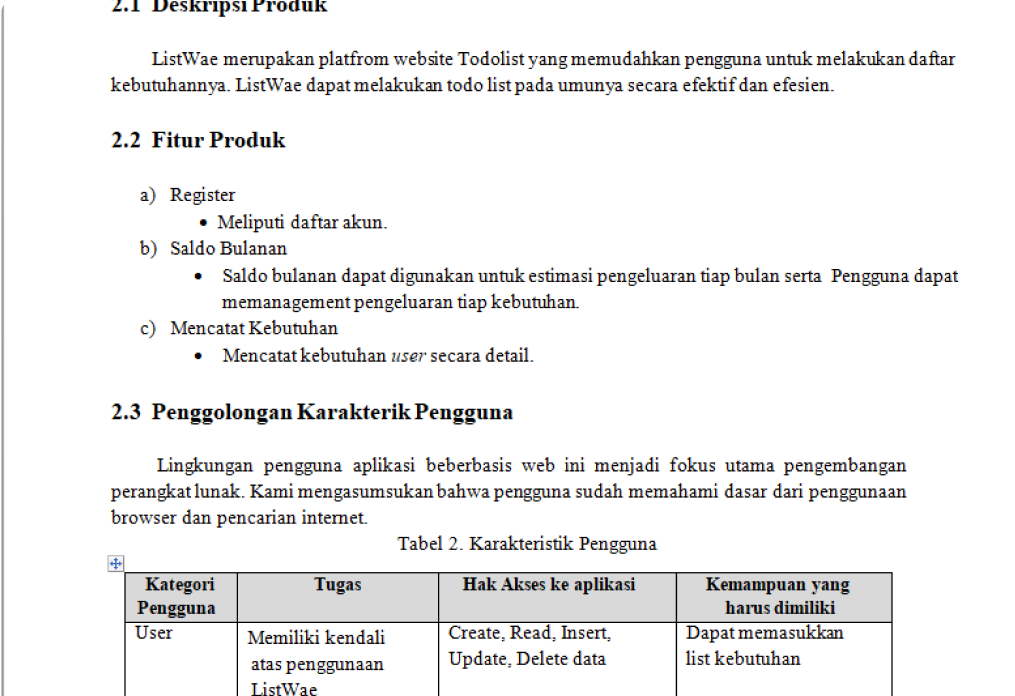 2.1 Deskripsi Produk
ListWae merupakan platfrom website Todolist yang memudahkan pengguna untuk melakukan daftar
kebutuhannya. ListWae dapat melakukan todo list pada umunya secara efektif dan efesien.
2.2 Fitur Produk
a) Register
• Meliputi daftar akun.
b) Saldo Bulanan
• Saldo bulanan dapat digunakan untuk estimasi pengeluaran tiap bulan serta Pengguna dapat
memanagement pengeluaran tiap kebutuhan.
c) Mencatat Kebutuhan
• Mencatat kebutuhan user secara detail.
2.3 Penggolongan Karakterik Pengguna
Lingkungan pengguna aplikasi beberbasis web ini menjadi fokus utama pengembangan
perangkat lunak. Kami mengasumsukan bahwa pengguna sudah memahami dasar dari penggunaan
browser dan pencarian internet.
Tabel 2. Karakteristik Pengguna
Kategori Pengguna
Tugas
Hak Akses ke aplikasi
Kemampuan yang
harus dimiliki
User
Memiliki kendali
atas penggunaan
ListWae
Create, Read, Insert,
Update, Delete data
Dapat memasukkan
list kebutuhan